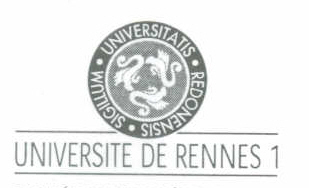 UNIVERSITATIS • REDONENSIS • SIGILLUM
UNIVERSITE DE RENNES 1